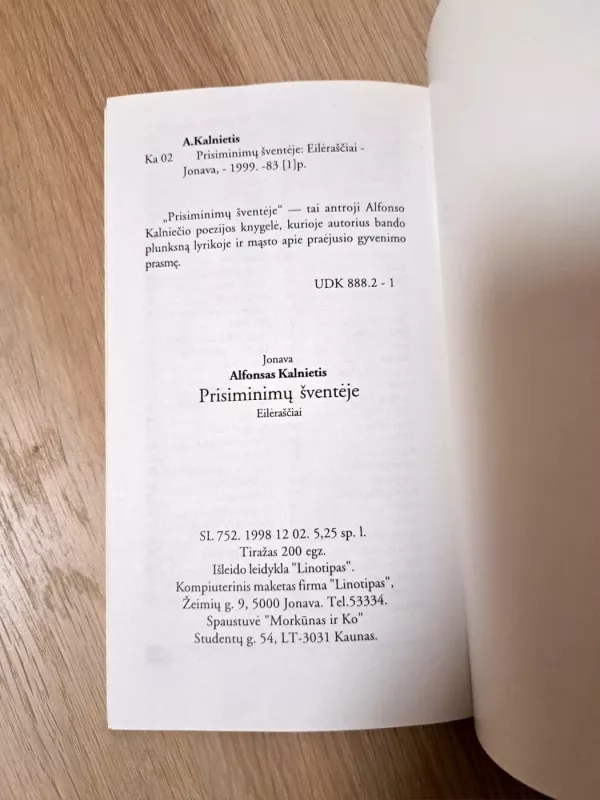 A.Kalnietis
Ka 02 Prisiminimų šventėje: Eilėraščiai -
Jonava, - 1999. -83 [1]p.
„Prisiminimų šventėje“ — tai antroji Alfonso
Kalniečio poezijos knygelė, kurioje autorius bando
plunksną lyrikoje ir mąsto apie praėjusio gyvenimo
prasmę.
UDK 888.2 - 1
Jonava
Alfonsas Kalnietis
Prisiminimų šventėje
Eilėraščiai
SL 752. 1998 12 02. 5,25 sp. l.
Tiražas 200 egz.
Išleido leidykla "Linotipas".
Kompiuterinis maketas firma "Linotipas",
Žeimių g. 9, 5000 Jonava. Tel.53334.
Spaustuvė "Morkūnas ir Ko"
Studentų g. 54, LT-3031 Kaunas.